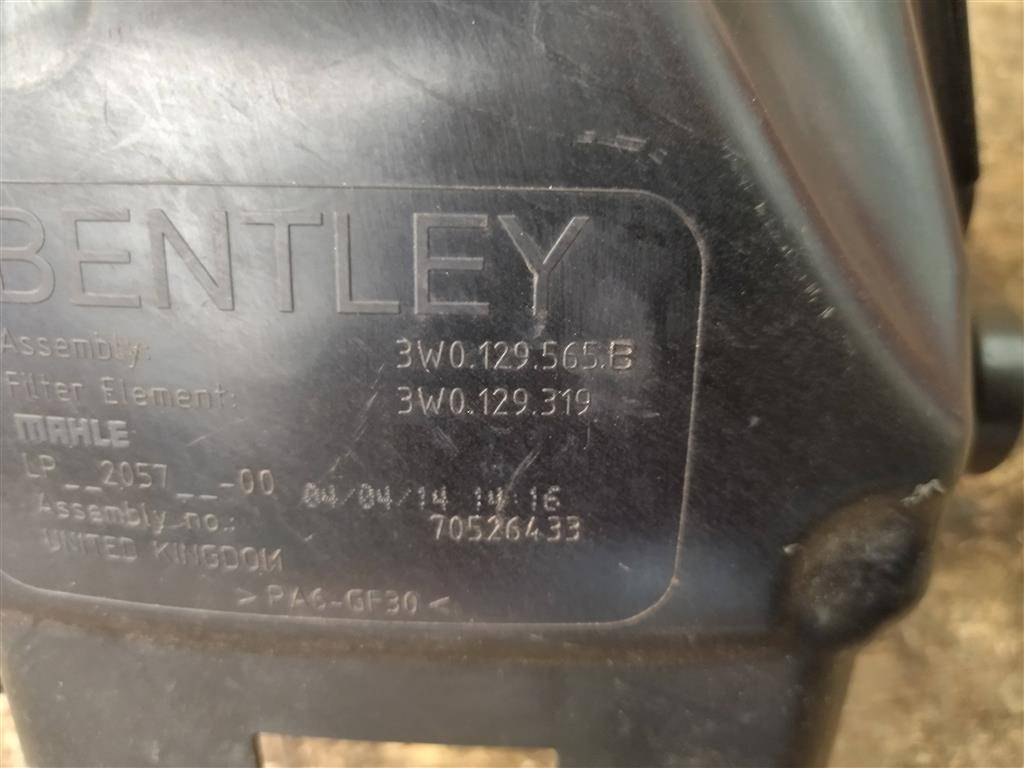 BENTLEY
Assembly: 3W0.129.565.B
Filter Element: 3W0.129.319
MAHLE
LP__2057__-00 04/04/14 14:16
Assembly no.: 70526433
UNITED KINGDOM
>PA6-GF30<